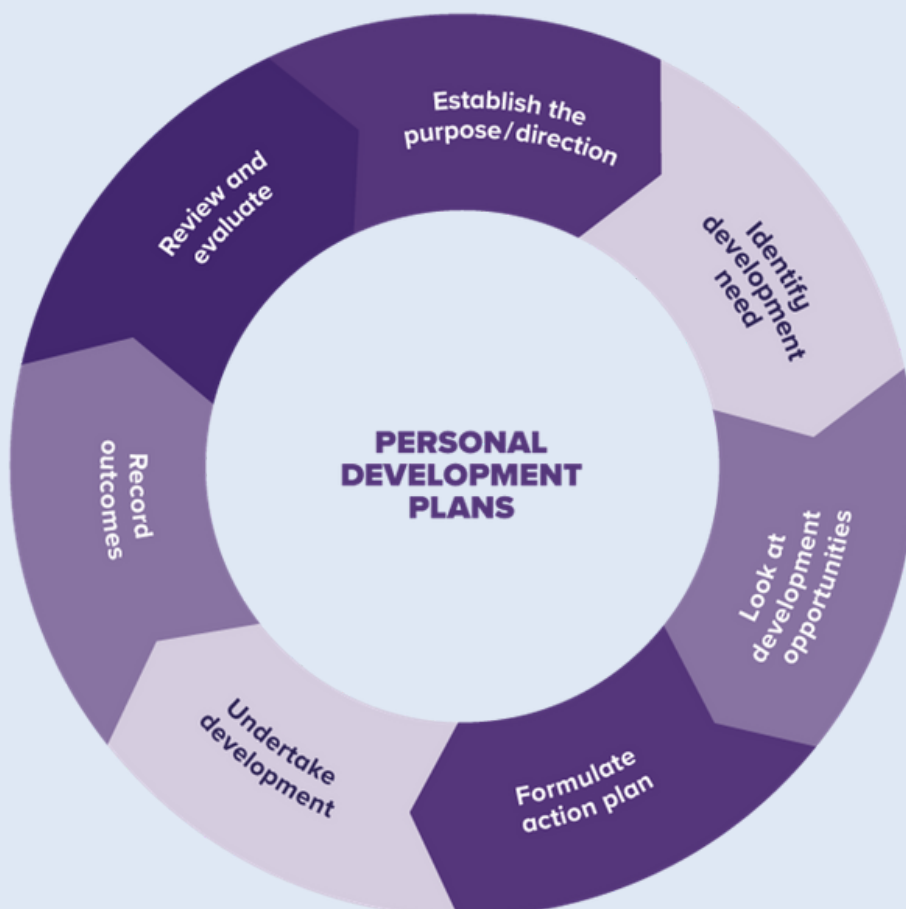 PERSONAL
DEVELOPMENT
PLANS
Establish the
purpose/direction
Identify
development
need
Look at
development
opportunities
Formulate
action plan
Undertake
development
Record
outcomes
Review and
evaluate